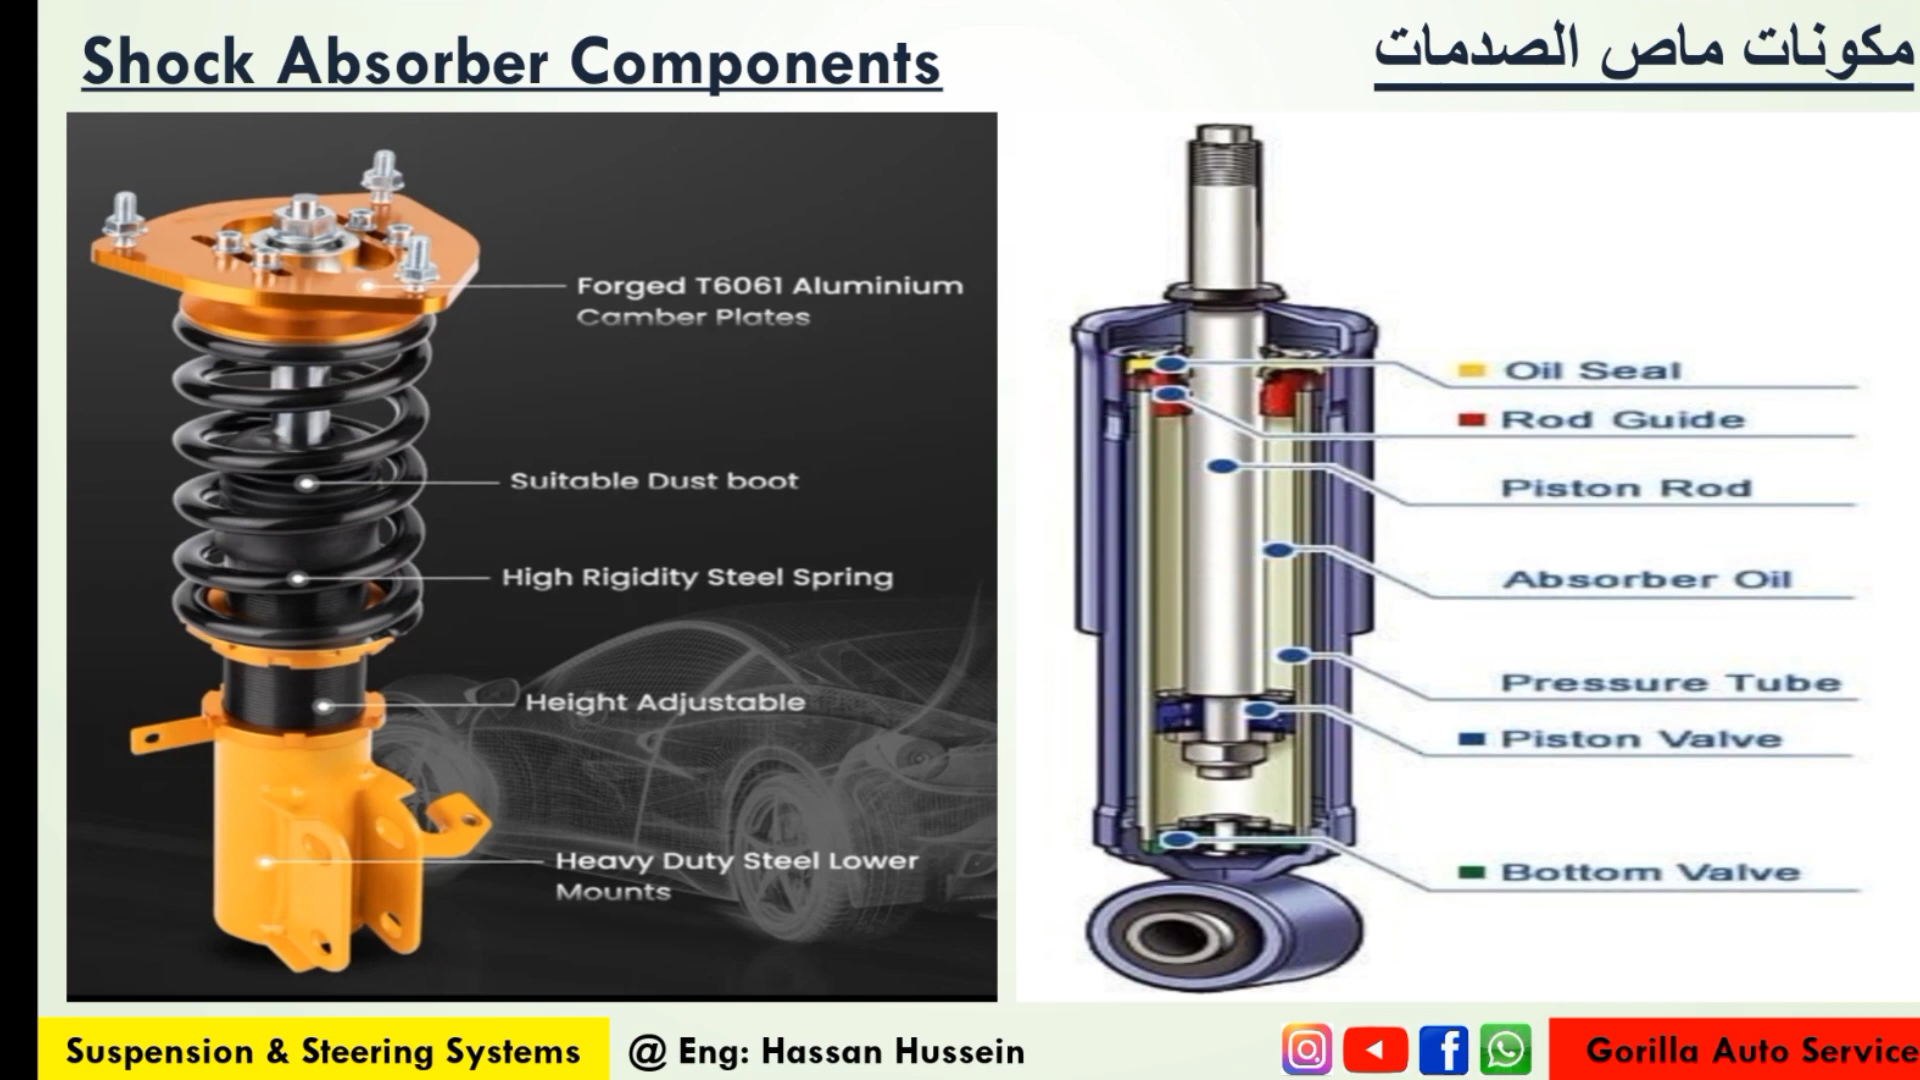 Shock Absorber Components
مكونات ماص الصدمات
Forged T6061 Aluminium
Camber Plates
Suitable Dust boot
High Rigidity Steel Spring
Height Adjustable
Heavy Duty Steel Lower
Mounts
Oil Seal
Rod Guide
Piston Rod
Absorber Oil
Pressure Tube
Piston Valve
Bottom Valve
Suspension & Steering Systems
@ Eng: Hassan Hussein
Gorilla Auto Service